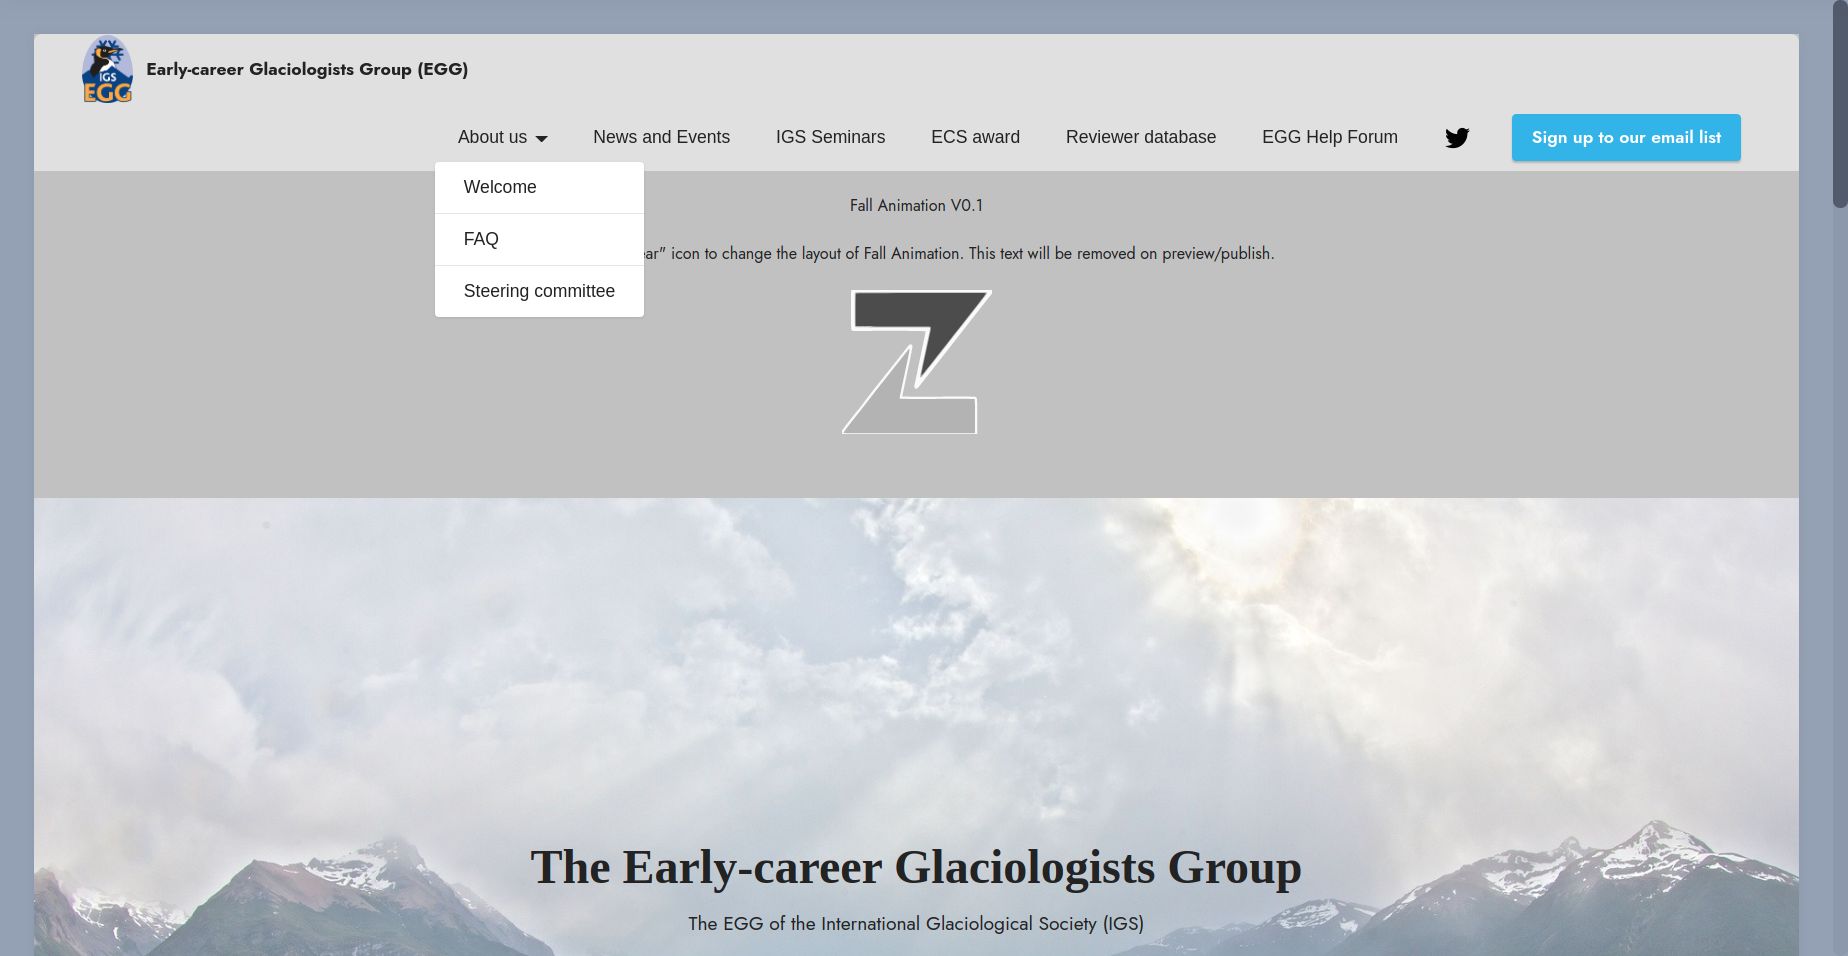 IGS
EGG
Early-career Glaciologists Group (EGG)
About us
News and Events
IGS Seminars
ECS award
Reviewer database
EGG Help Forum
Sign up to our email list
Welcome
FAQ
Steering committee
Fall Animation V0.1
icon to change the layout of Fall Animation. This text will be removed on preview/publish.
The Early-career Glaciologists Group
The EGG of the International Glaciological Society (IGS)